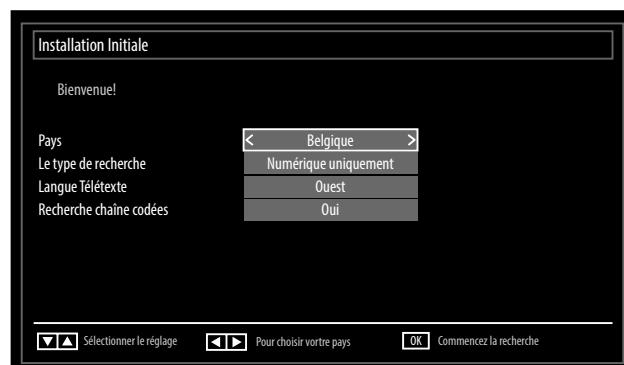 Installation Initiale
Bienvenue!
Pays < Belgique >
Le type de recherche Numérique uniquement
Langue Télétexte Ouest
Recherche chaîne codées Oui
▼▲ Sélectionner le réglage ◀▶ Pour choisir vortre pays OK Commencez la recherche